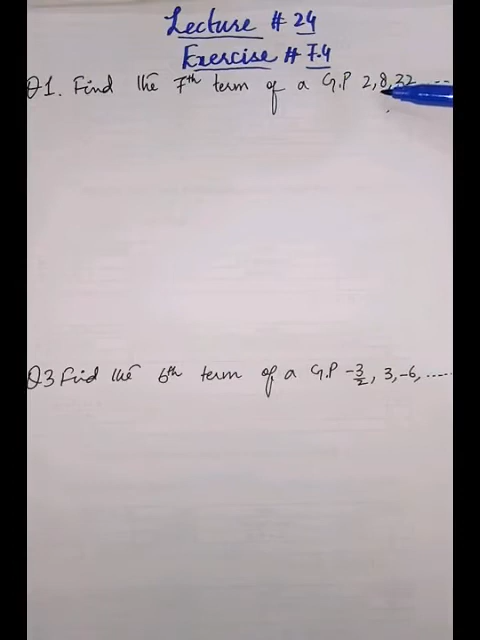 Lecture # 24
Exercise # 7.4
Q1. Find the 7th term of a G.P 2,8,32 ...
Q3 Find the 6th term of a G.P -3/2, 3, -6, .....